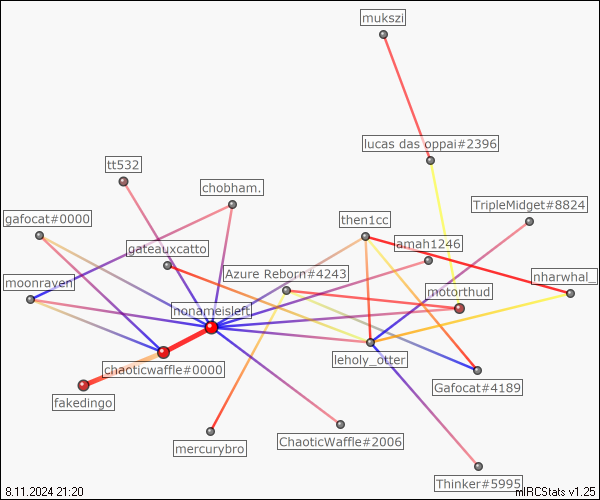 mukszi
lucas das oppai#2396
tt532
chobham.
TripleMidget#8824
gafocat#0000
then1cc
amah1246
gateauxcatto
Azure Reborn#4243
nharwhal_
moonraven
motorthud
nonameisleft
leholy_otter
chaoticwaffle#0000
Gafocat#4189
fakedingo
ChaoticWaffle#2006
mercurybro
Thinker#5995
8.11.2024 21:20
mIRCStats v1.25